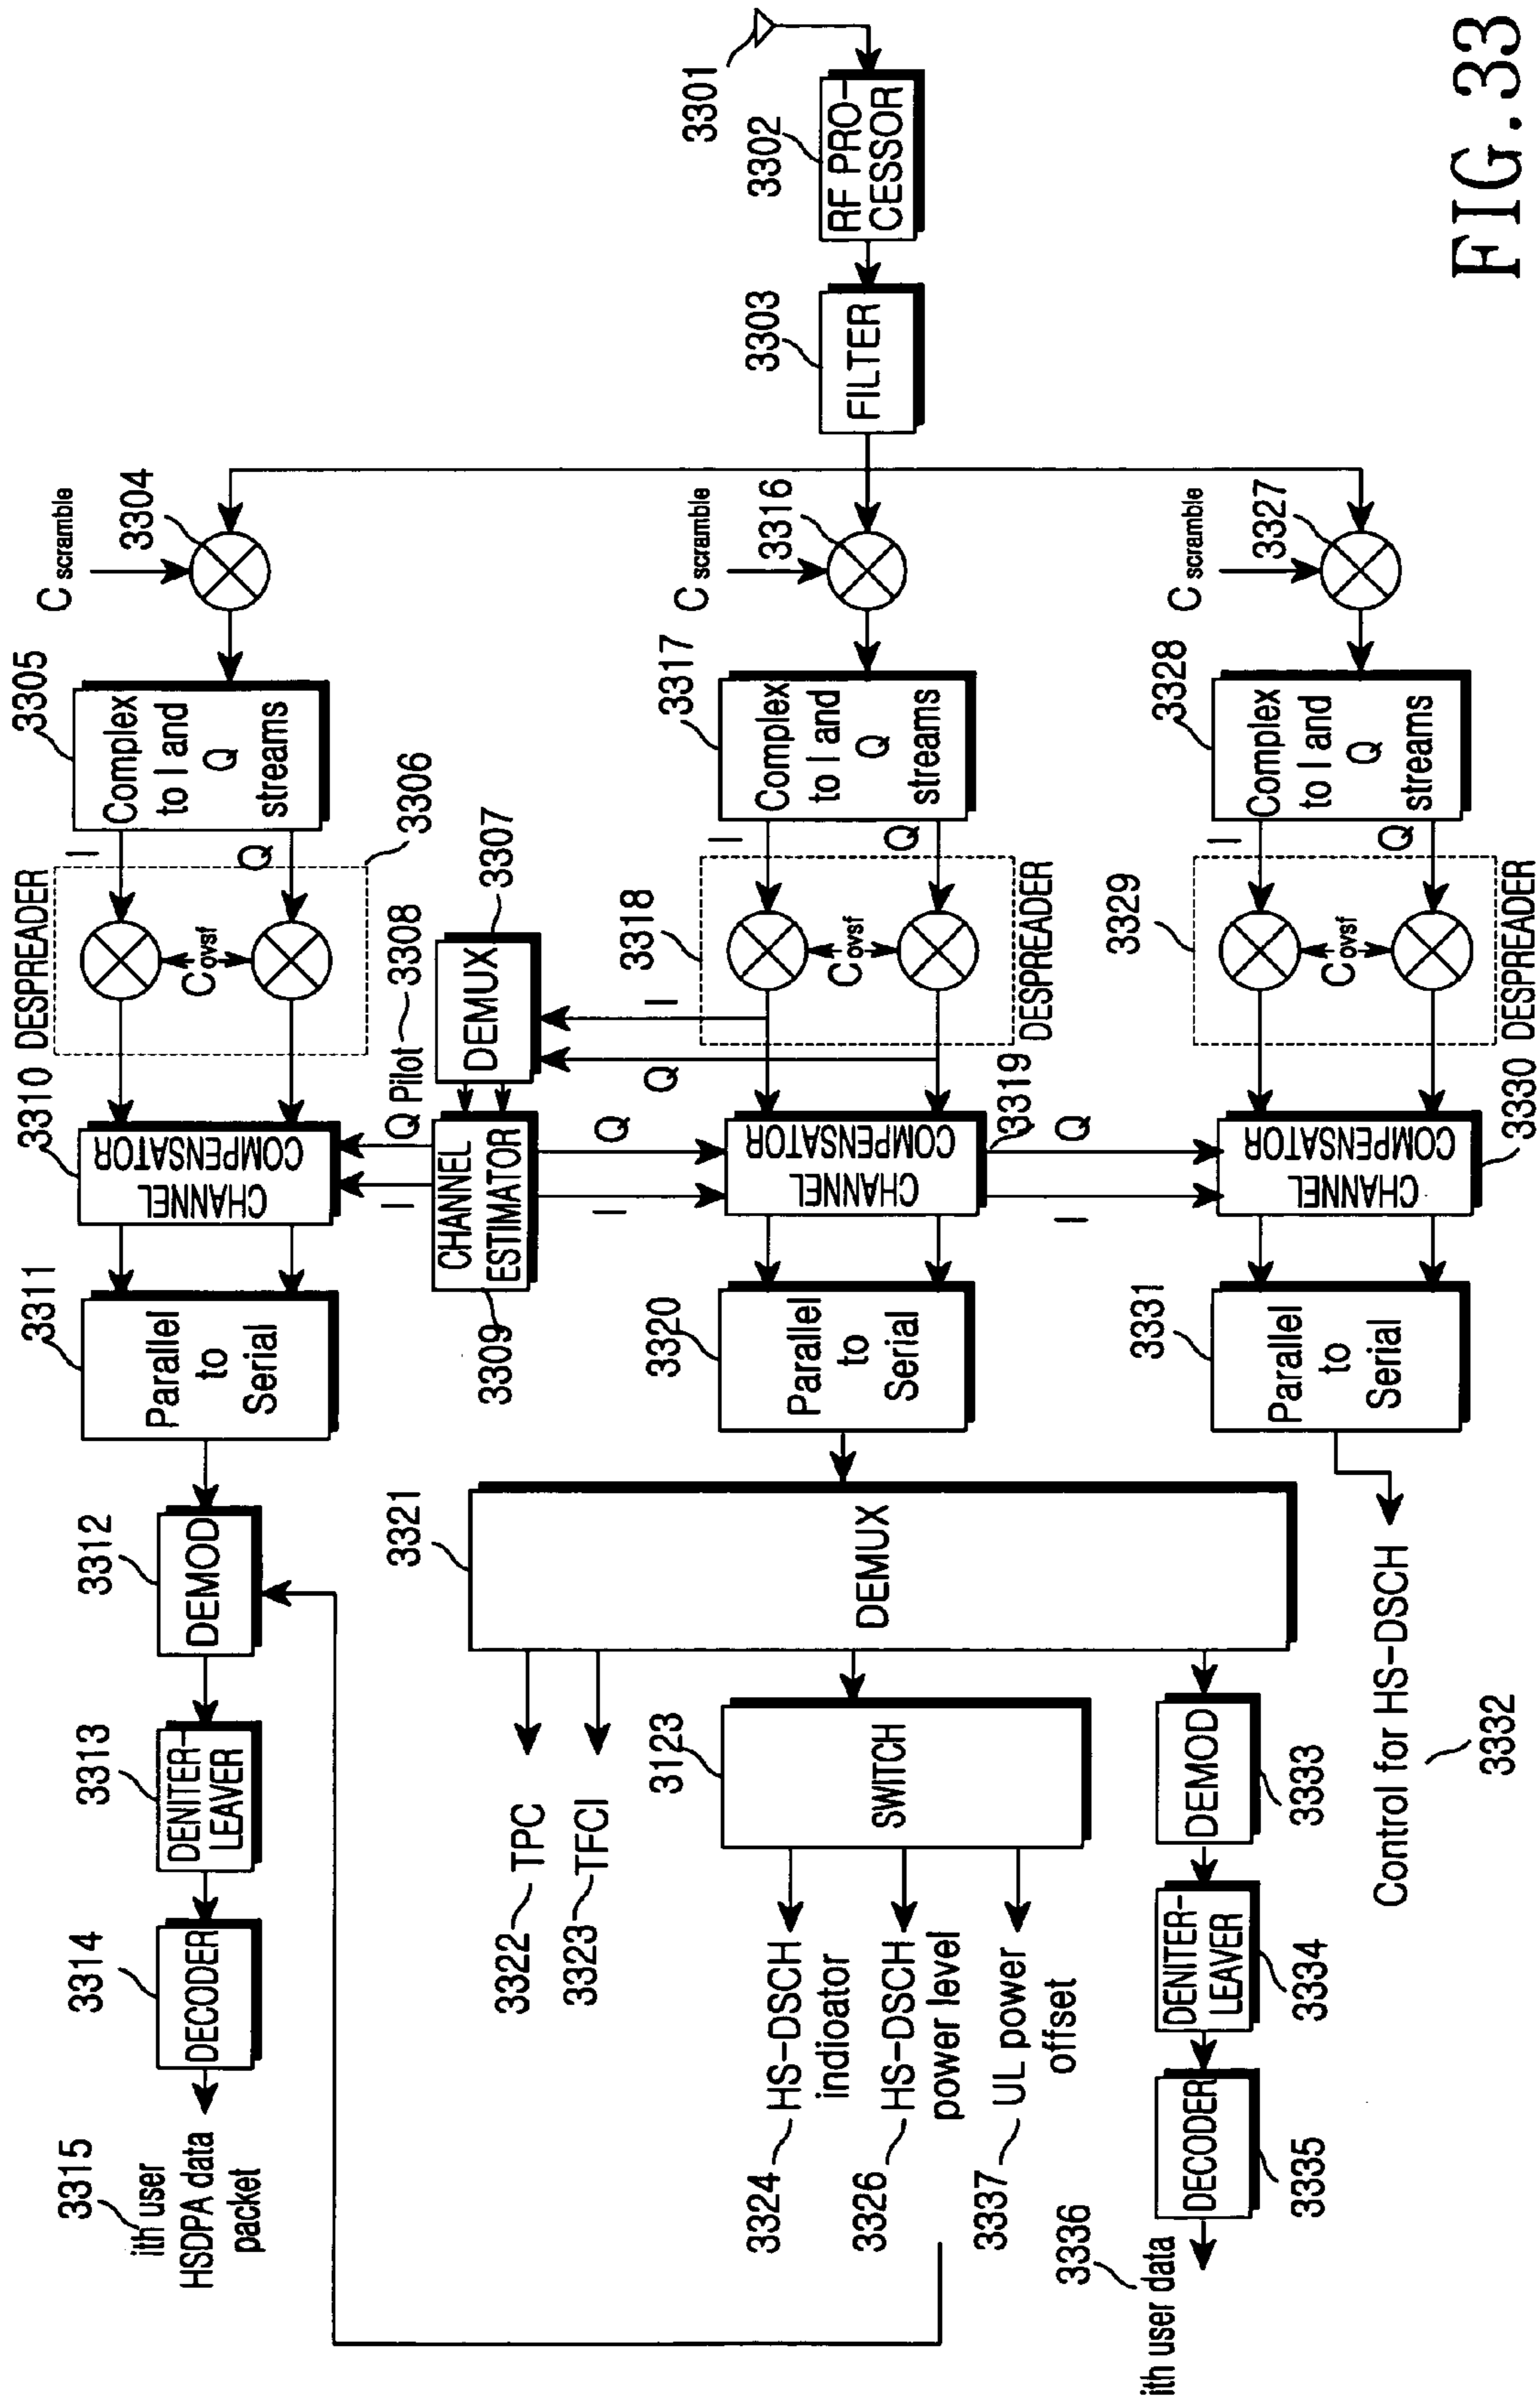 3315
ith user
HSDPA data
packet
3314
DECODER
3313
DENITER-
LEAVER
3312
DEMOD
3311
Parallel
to
Serial
3310
CHANNEL
COMPENSATOR
DESPREADER
C ovsf
3306
I
Q
3305
Complex
to I and
Q
streams
C scramble
3304
3309
CHANNEL
ESTIMATOR
I
Q
Pilot
3308
DEMUX
3307
I
Q
I
Q
3322
TPC
3323
TFCI
3321
DEMUX
3324
HS-DSCH
indioator
3326
HS-DSCH
power level
3337
UL power
offset
3123
SWITCH
3320
Parallel
to
Serial
3319
CHANNEL
COMPENSATOR
3318
C ovsf
DESPREADER
I
Q
3317
Complex
to I and
Q
streams
C scramble
3316
3303
FILTER
3302
RF PRO-
CESSOR
3301
3336
ith user data
DECODER
3335
DENITER-
LEAVER
3334
DEMOD
3333
Control for HS-DSCH
3332
3331
Parallel
to
Serial
I
Q
CHANNEL
COMPENSATOR
3330
3329
C ovsf
DESPREADER
I
Q
3328
Complex
to I and
Q
streams
C scramble
3327
FIG.33